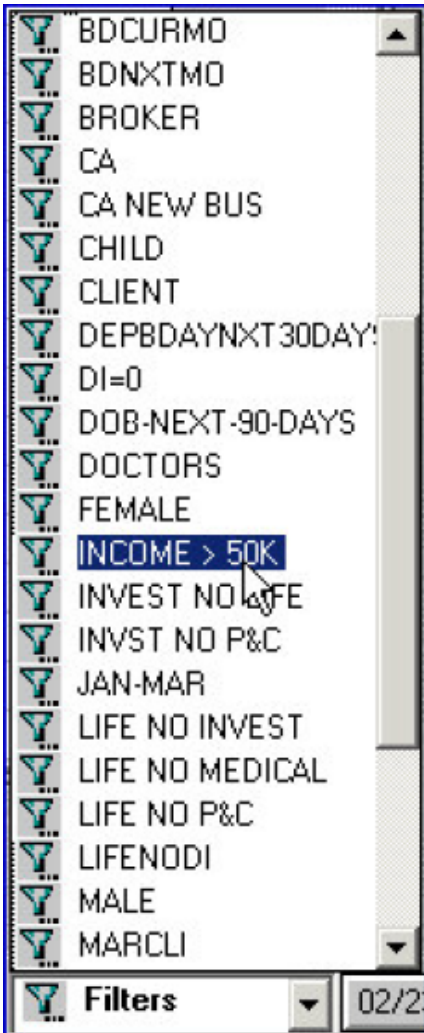 BDCURMO
BDNXTMO
BROKER
CA
CA NEW BUS
CHILD
CLIENT
DEPBDAYNXT30DAYS
DI=0
DOB-NEXT-90-DAYS
DOCTORS
FEMALE
INCOME > 50K
INVEST NO LIFE
INVST NO P&C
JAN-MAR
LIFE NO INVEST
LIFE NO MEDICAL
LIFE NO P&C
LIFENODI
MALE
MARCLI
Filters 02/2